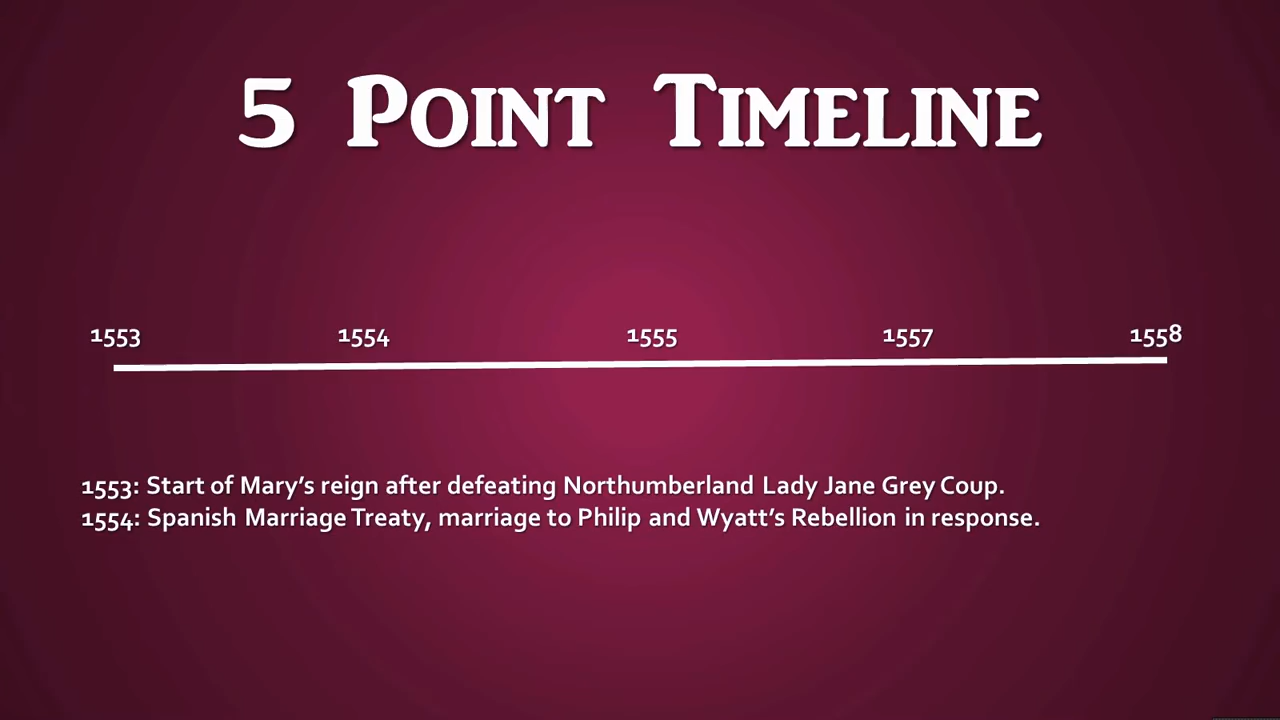 5 Point Timeline
1553 1554 1555 1557 1558
1553: Start of Mary’s reign after defeating Northumberland Lady Jane Grey Coup.
1554: Spanish Marriage Treaty, marriage to Philip and Wyatt’s Rebellion in response.